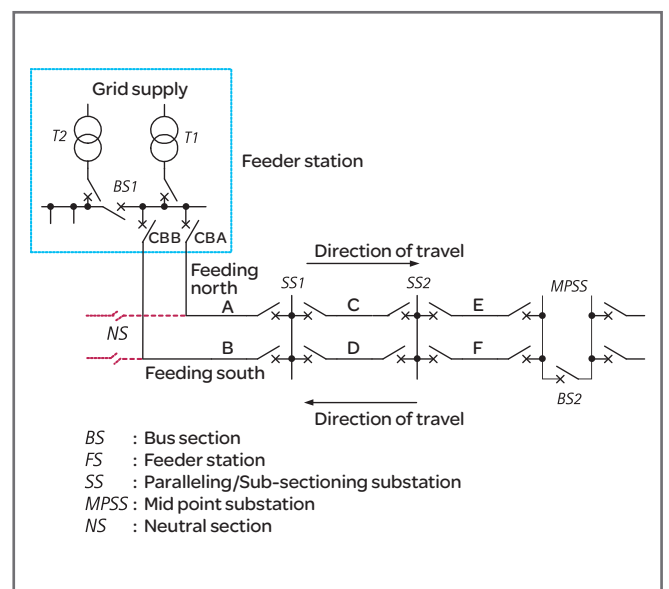 Grid supply
T2
T1
BS1
Feeder station
CBB
CBA
Feeding
north
Direction of travel
SS1
SS2
MPSS
A
C
E
NS
B
D
F
Feeding south
BS2
Direction of travel
BS : Bus section
FS : Feeder station
SS : Paralleling/Sub-sectioning substation
MPSS : Mid point substation
NS : Neutral section